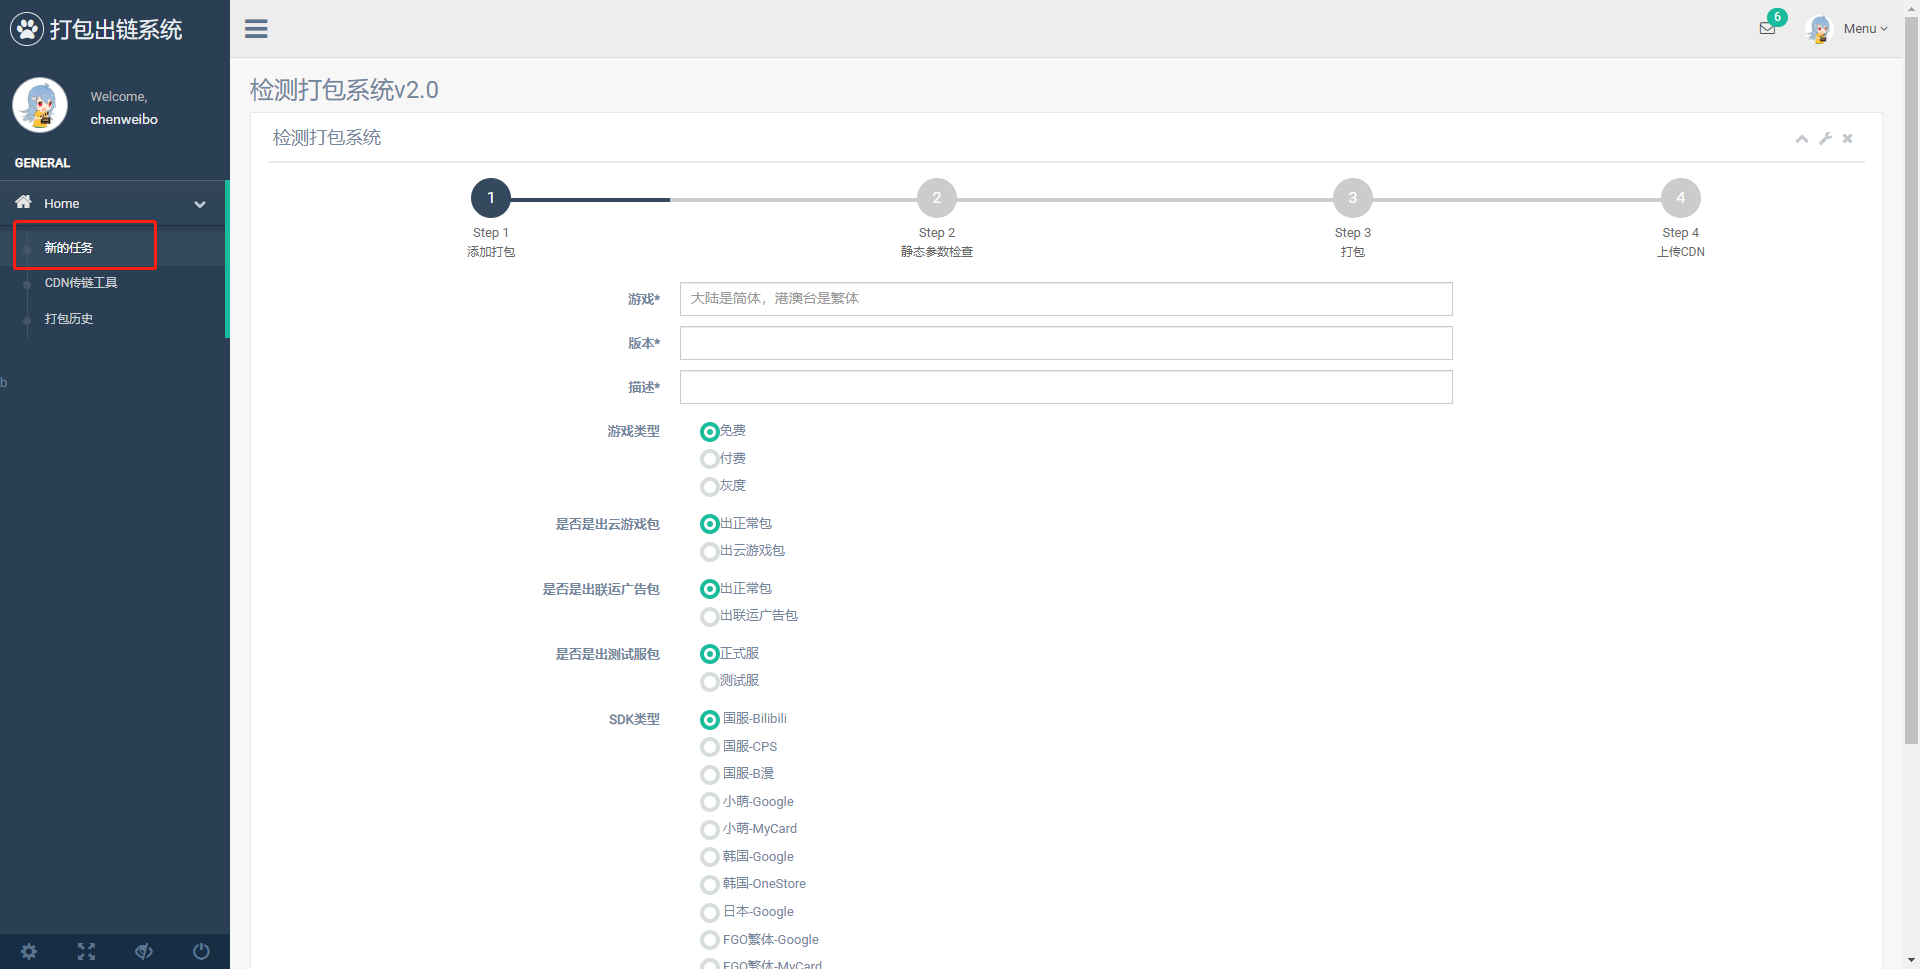 打包出链系统
Welcome,
chenweibo
GENERAL
Home
新的任务
CDN传链工具
打包历史
b
6
Menu
检测打包系统v2.0
检测打包系统
1
2
3
4
Step 1
添加打包
Step 2
静态参数检查
Step 3
打包
Step 4
上传CDN
游戏*
大陆是简体，港澳台是繁体
版本*
描述*
游戏类型
免费
付费
灰度
是否是出云游戏包
出正常包
出云游戏包
是否是出联运广告包
出正常包
出联运广告包
是否是出测试服包
正式服
测试服
SDK类型
国服-Bilibili
国服-CPS
国服-B漫
小萌-Google
小萌-MyCard
韩国-Google
韩国-OneStore
日本-Google
FGO繁体-Google
FGO繁体-MyCard